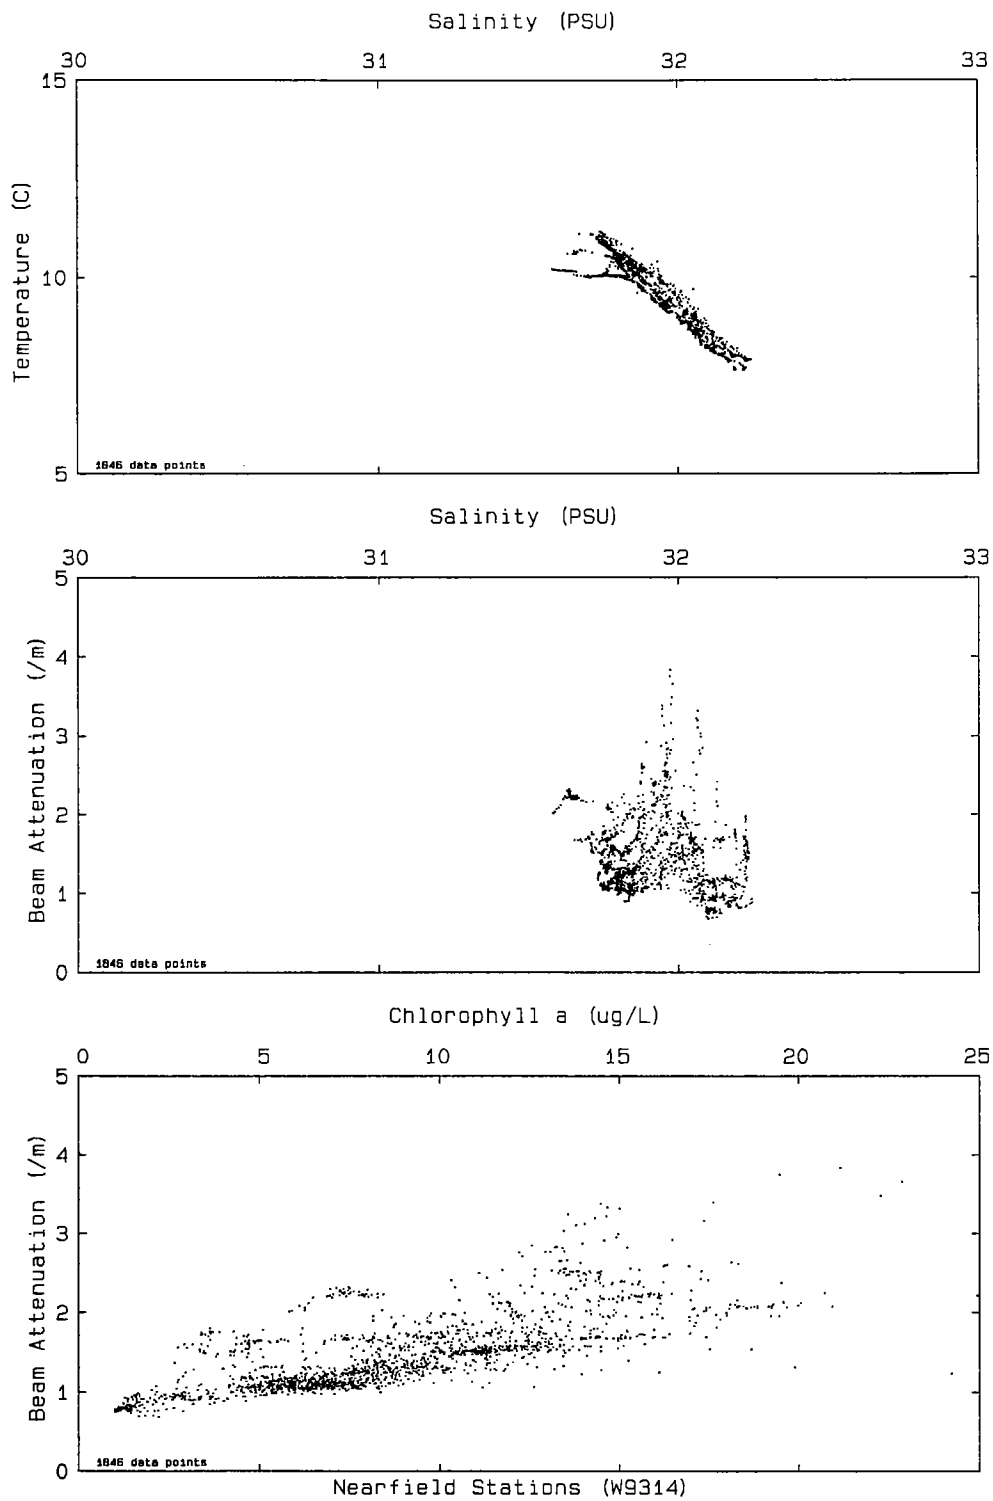 Salinity (PSU)
30 31 32 33
15
10
5
Temperature (C)
1846 data points
Salinity (PSU)
30 31 32 33
5
4
3
2
1
0
Beam Attenuation (/m)
1846 data points
Chlorophyll a (ug/L)
0 5 10 15 20 25
5
4
3
2
1
0
Beam Attenuation (/m)
1846 data points
Nearfield Stations (W9314)